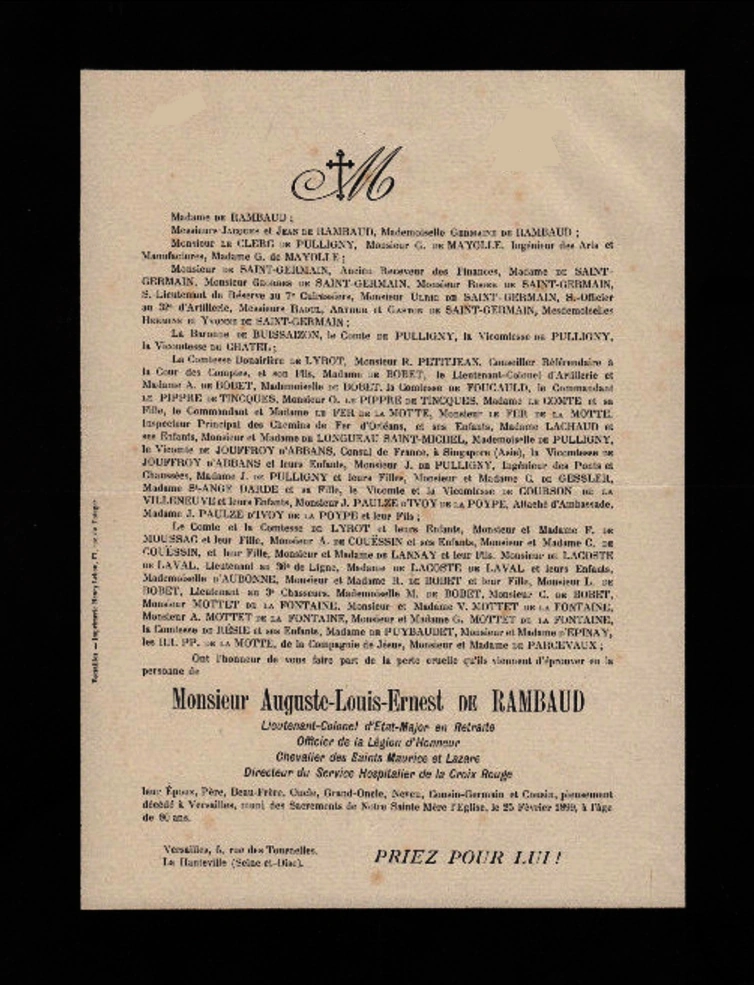 M
Madame DE RAMBAUD ;
Messieurs JACQUES et JEAN DE RAMBAUD, Mademoiselle GERMAINE DE RAMBAUD ;
Monsieur LE CLERC DE PULLIGNY, Monsieur G. DE MAYOLLE, Ingénieur des Arts et
Manufactures, Madame G. de MAYOLLE ;
Monsieur DE SAINT-GERMAIN, Ancien Receveur des Finances, Madame DE SAINT-
GERMAIN, Monsieur GEORGES DE SAINT-GERMAIN, Monsieur ROGER DE SAINT-GERMAIN,
S.-Lieutenant de Réserve au 7e Cuirassiers, Monsieur ULRIC DE SAINT-GERMAIN, S.-Officier
au 32e d'Artillerie, Messieurs RAOUL, ARTHUR et GASTON DE SAINT-GERMAIN, Mesdemoiselles
HERMINE et YVONNE DE SAINT-GERMAIN ;
La Baronne DE BUISSAIZON, le Comte DE PULLIGNY, la Vicomtesse DE PULLIGNY,
la Vicomtesse DU CHATEL ;
La Comtesse Douairière DE LYROT, Monsieur R. PETITJEAN, Conseiller Référendaire à
la Cour des Comptes, et son Fils, Madame DE BOBET, le Lieutenant-Colonel d'Artillerie et
Madame A. DE BOBET, Mademoiselle DE BOBET, la Comtesse DE FOUCAULD, le Commandant
LE PIPPRE DE TINCQUES, Monsieur O. LE PIPPRE DE TINCQUES, Madame LE COMTE et sa
Fille, le Commandant et Madame LE FER DE LA MOTTE, Monsieur LE FER DE LA MOTTE,
Inspecteur Principal des Chemins de Fer d'Orléans, et ses Enfants, Madame LACHAUD et
ses Enfants, Monsieur et Madame DE LONGUEAU SAINT-MICHEL, Mademoiselle DE PULLIGNY,
le Vicomte DE JOUFFROY D'ABBANS, Consul de France, à Singapore (Asie), la Vicomtesse DE
JOUFFROY D'ABBANS et leurs Enfants, Monsieur J. DE PULLIGNY, Ingénieur des Ponts et
Chaussées, Madame J. DE PULLIGNY et leurs Filles, Monsieur et Madame C. DE GESSLER,
Madame St-ANGE DARDE et sa Fille, le Vicomte et la Vicomtesse DE COURSON DE LA
VILLENEUVE et leurs Enfants, Monsieur J. PAULZE D'IVOY DE LA POYPE, Attaché d'Ambassade,
Madame J. PAULZE D'IVOY DE LA POYPE et leur Fils ;
Le Comte et la Comtesse DE LYROT et leurs Enfants, Monsieur et Madame F. DE
MOUSSAC et leur Fille, Monsieur A. DE COUËSSIN et ses Enfants, Monsieur et Madame C. DE
COUËSSIN, et leur Fille, Monsieur et Madame DE LANNAY et leur Fils, Monsieur DE LACOSTE
DE LAVAL, Lieutenant au 36e de Ligne, Madame DE LACOSTE DE LAVAL et leurs Enfants,
Mademoiselle D'AUBONNE, Monsieur et Madame R. DE BOBET et leur Fille, Monsieur L. DE
BOBET, Lieutenant au 3e Chasseurs, Mademoiselle M. DE BOBET, Monsieur C. DE BOBET,
Monsieur MOTTET DE LA FONTAINE, Monsieur et Madame V. MOTTET DE LA FONTAINE,
Monsieur A. MOTTET DE LA FONTAINE, Monsieur et Madame G. MOTTET DE LA FONTAINE,
la Comtesse DE RÉSIE et ses Enfants, Madame DE PUYBAUDET, Monsieur et Madame D'EPINAY,
les RR. PP. DE LA MOTTE, de la Compagnie de Jésus, Monsieur et Madame DE PARCEVAUX ;
Ont l'honneur de vous faire part de la perte cruelle qu'ils viennent d'éprouver en la
personne de
Monsieur Auguste-Louis-Ernest DE RAMBAUD
Lieutenant-Colonel d'Etat-Major en Retraite
Officier de la Légion d'Honneur
Chevalier des Saints Maurice et Lazare
Directeur du Service Hospitalier de la Croix Rouge
leur Époux, Père, Beau-Frère, Oncle, Grand-Oncle, Neveu, Cousin-Germain et Cousin, pieusement
décédé à Versailles, muni des Sacrements de Notre Sainte Mère l'Eglise, le 25 Février 1899, à l'âge
de 60 ans.
Versailles, 5, rue des Tournelles.
La Hauteville (Seine-et-Oise).
PRIEZ POUR LUI !
Versailles — Imprimerie Henry Lebon